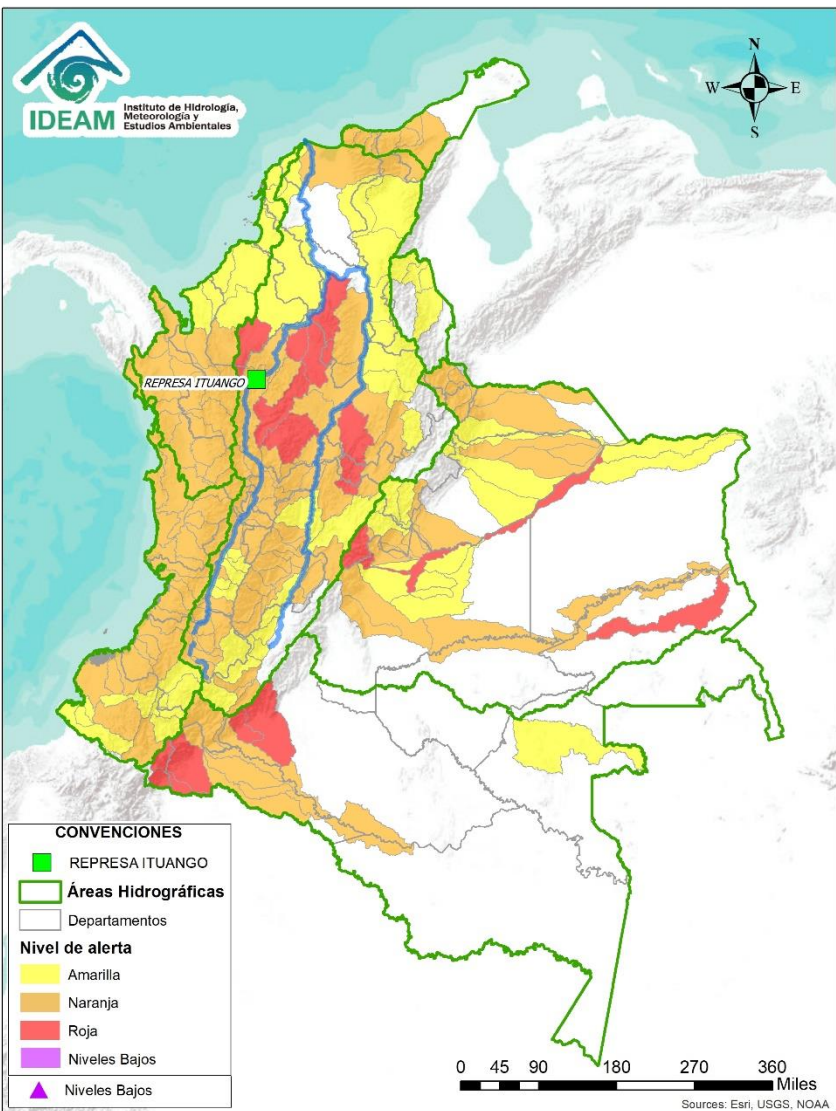 IDEAM
Instituto de Hidrología,
Meteorología y
Estudios Ambientales
N
W
E
S
REPRESA ITUANGO
CONVENCIONES
REPRESA ITUANGO
Áreas Hidrográficas
Departamentos
Nivel de alerta
Amarilla
Naranja
Roja
Niveles Bajos
Niveles Bajos
0 45 90 180 270 360
Miles
Sources: Esri, USGS, NOAA